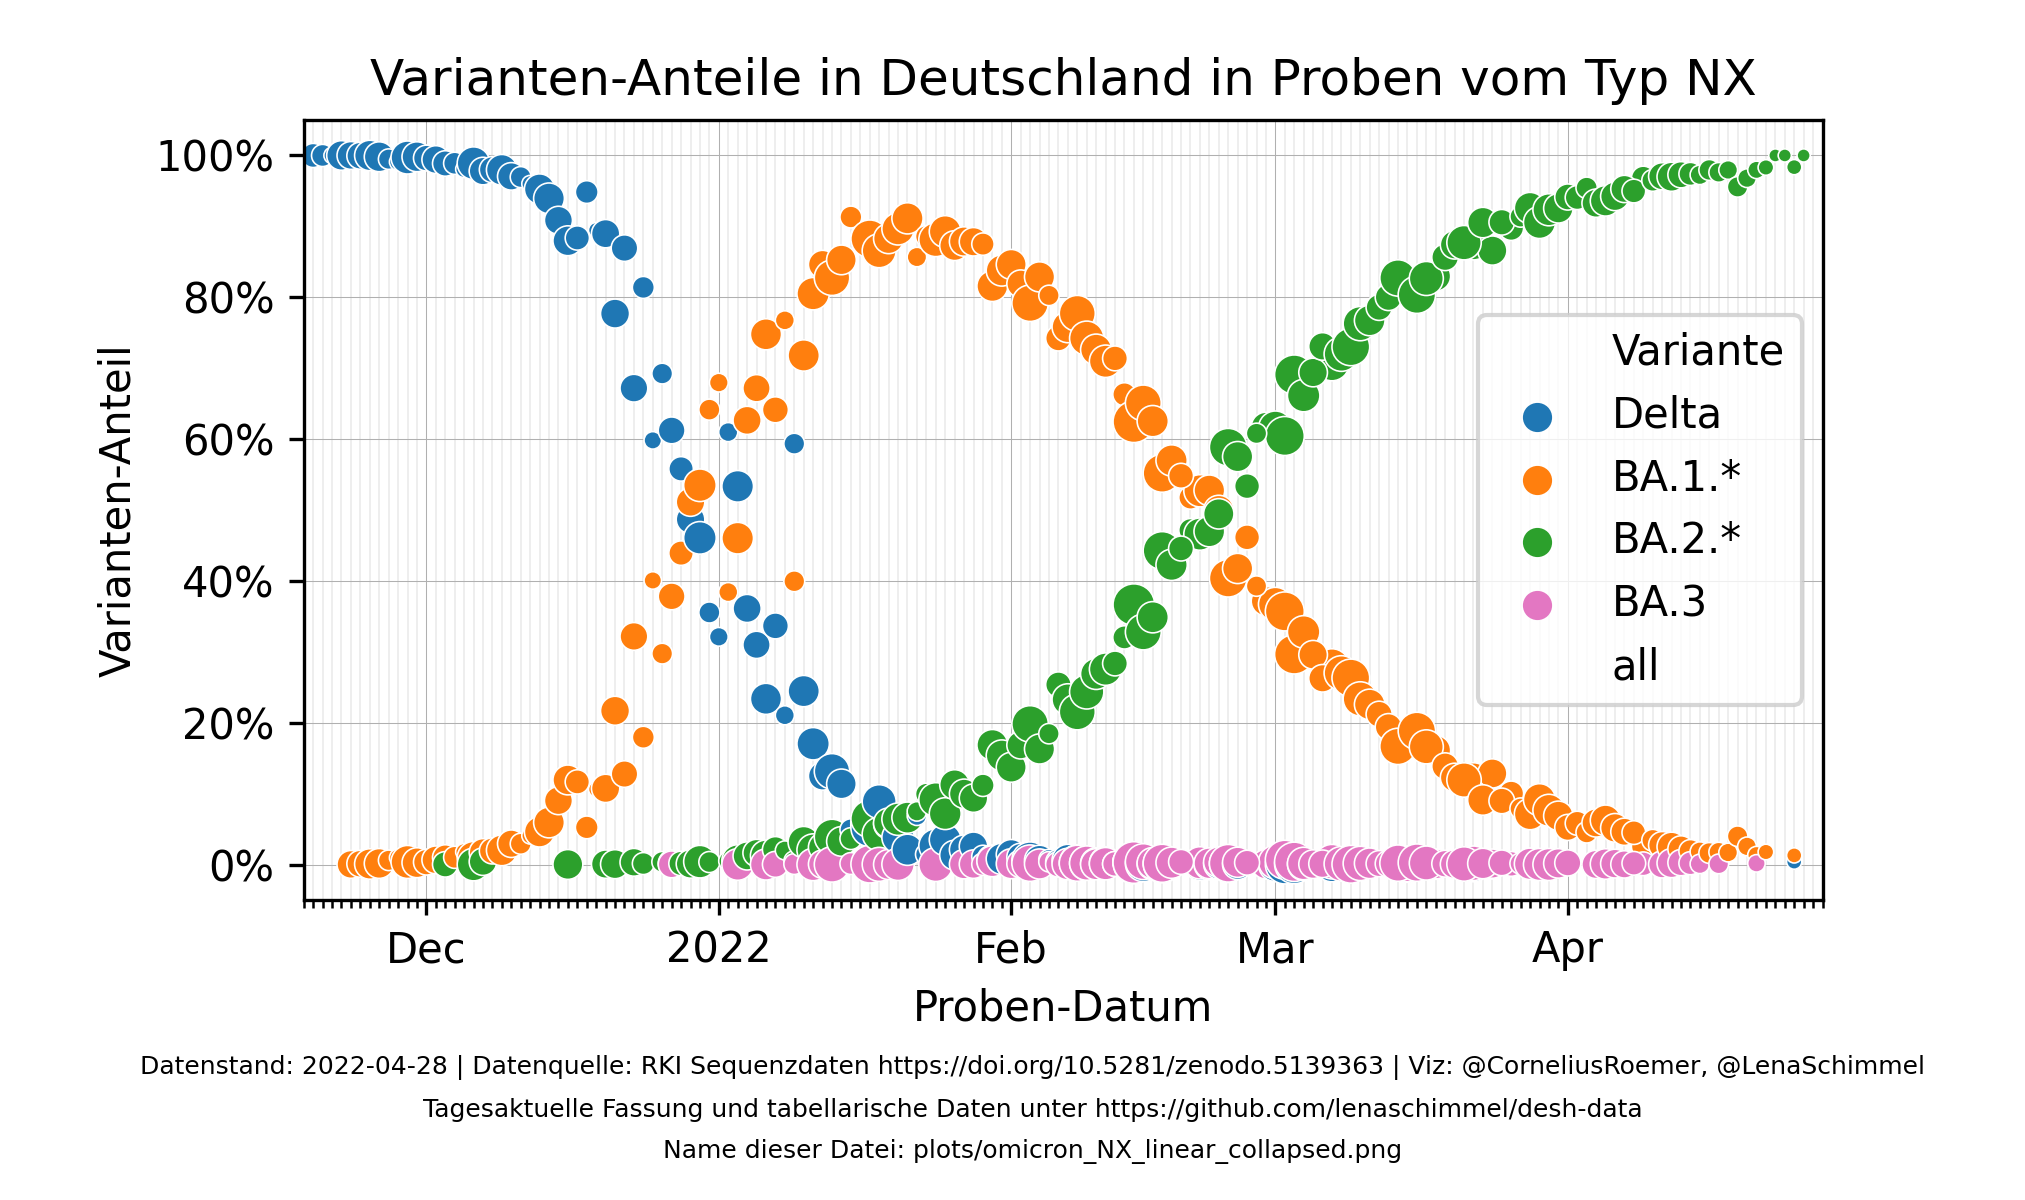 Varianten-Anteile in Deutschland in Proben vom Typ NX
100%
80%
60%
40%
20%
0%
Varianten-Anteil
Variante
Delta
BA.1.*
BA.2.*
BA.3
all
Dec
2022
Feb
Mar
Apr
Proben-Datum
Datenstand: 2022-04-28 | Datenquelle: RKI Sequenzdaten https://doi.org/10.5281/zenodo.5139363 | Viz: @CorneliusRoemer, @LenaSchimmel
Tagesaktuelle Fassung und tabellarische Daten unter https://github.com/lenaschimmel/desh-data
Name dieser Datei: plots/omicron_NX_linear_collapsed.png